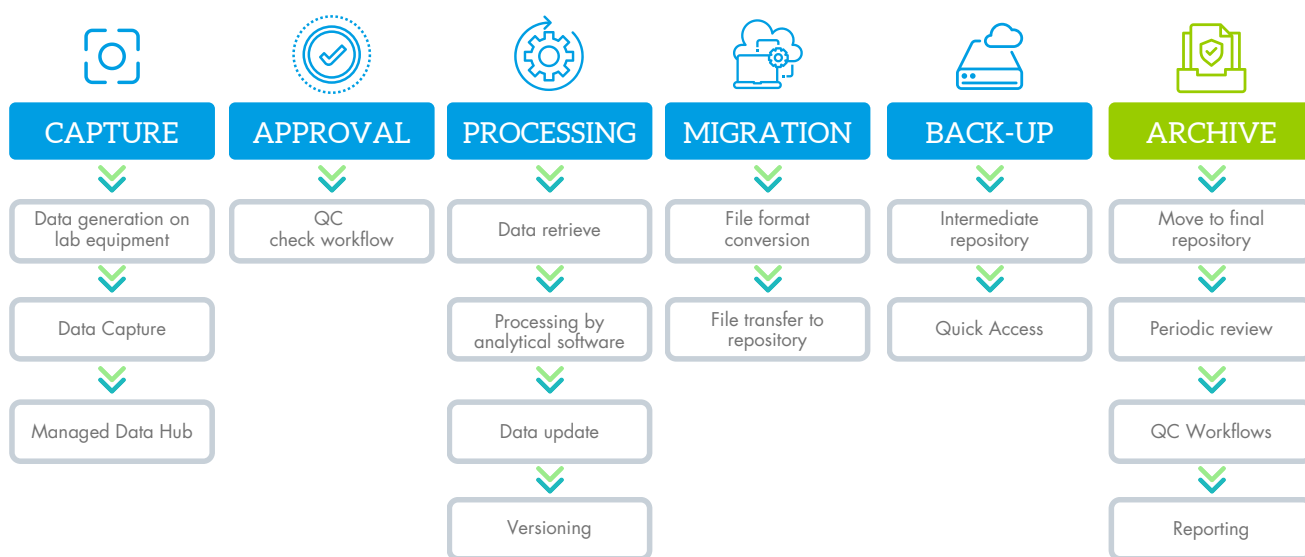 CAPTURE
APPROVAL
PROCESSING
MIGRATION
BACK-UP
ARCHIVE
Data generation on
lab equipment
QC
check workflow
Data retrieve
File format
conversion
Intermediate
repository
Move to final
repository
Data Capture
Processing by
analytical software
File transfer to
repository
Quick Access
Periodic review
Managed Data Hub
Data update
QC Workflows
Versioning
Reporting